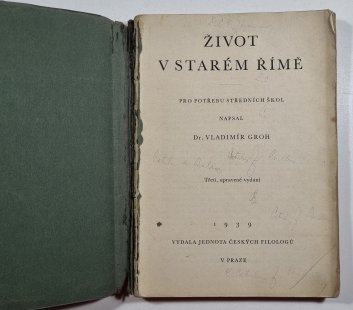 ŽIVOT
V STARÉM ŘÍMĚ
PRO POTŘEBU STŘEDNÍCH ŠKOL
NAPSAL
Dr. VLADIMÍR GROH
Třetí, upravené vydání
1939
VYDALA JEDNOTA ČESKÝCH FILOLOGŮ
V PRAZE